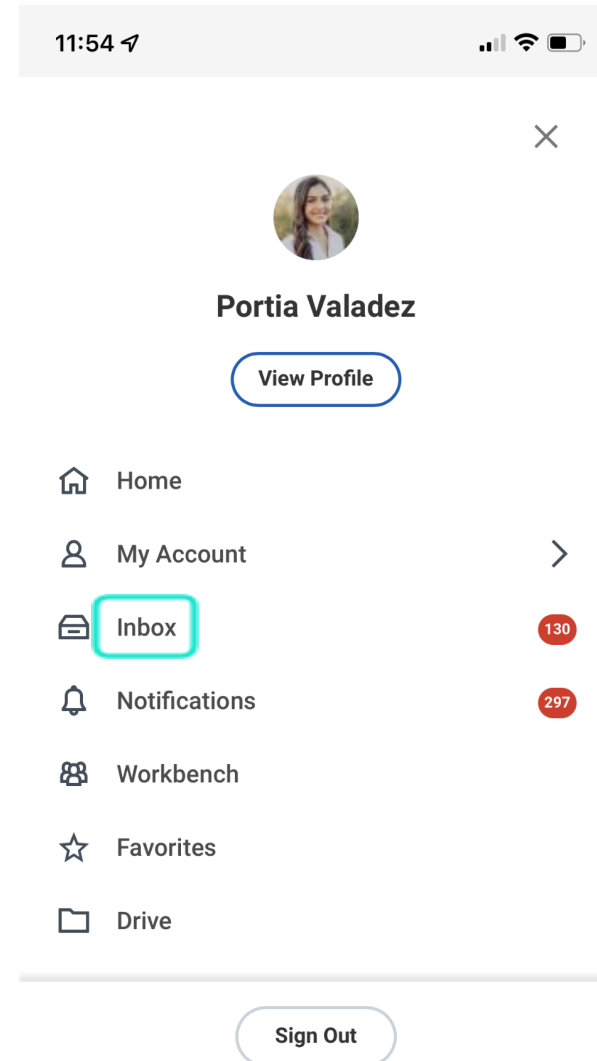 11:54
Portia Valadez
View Profile
Home
My Account
Inbox 130
Notifications 297
Workbench
Favorites
Drive
Sign Out